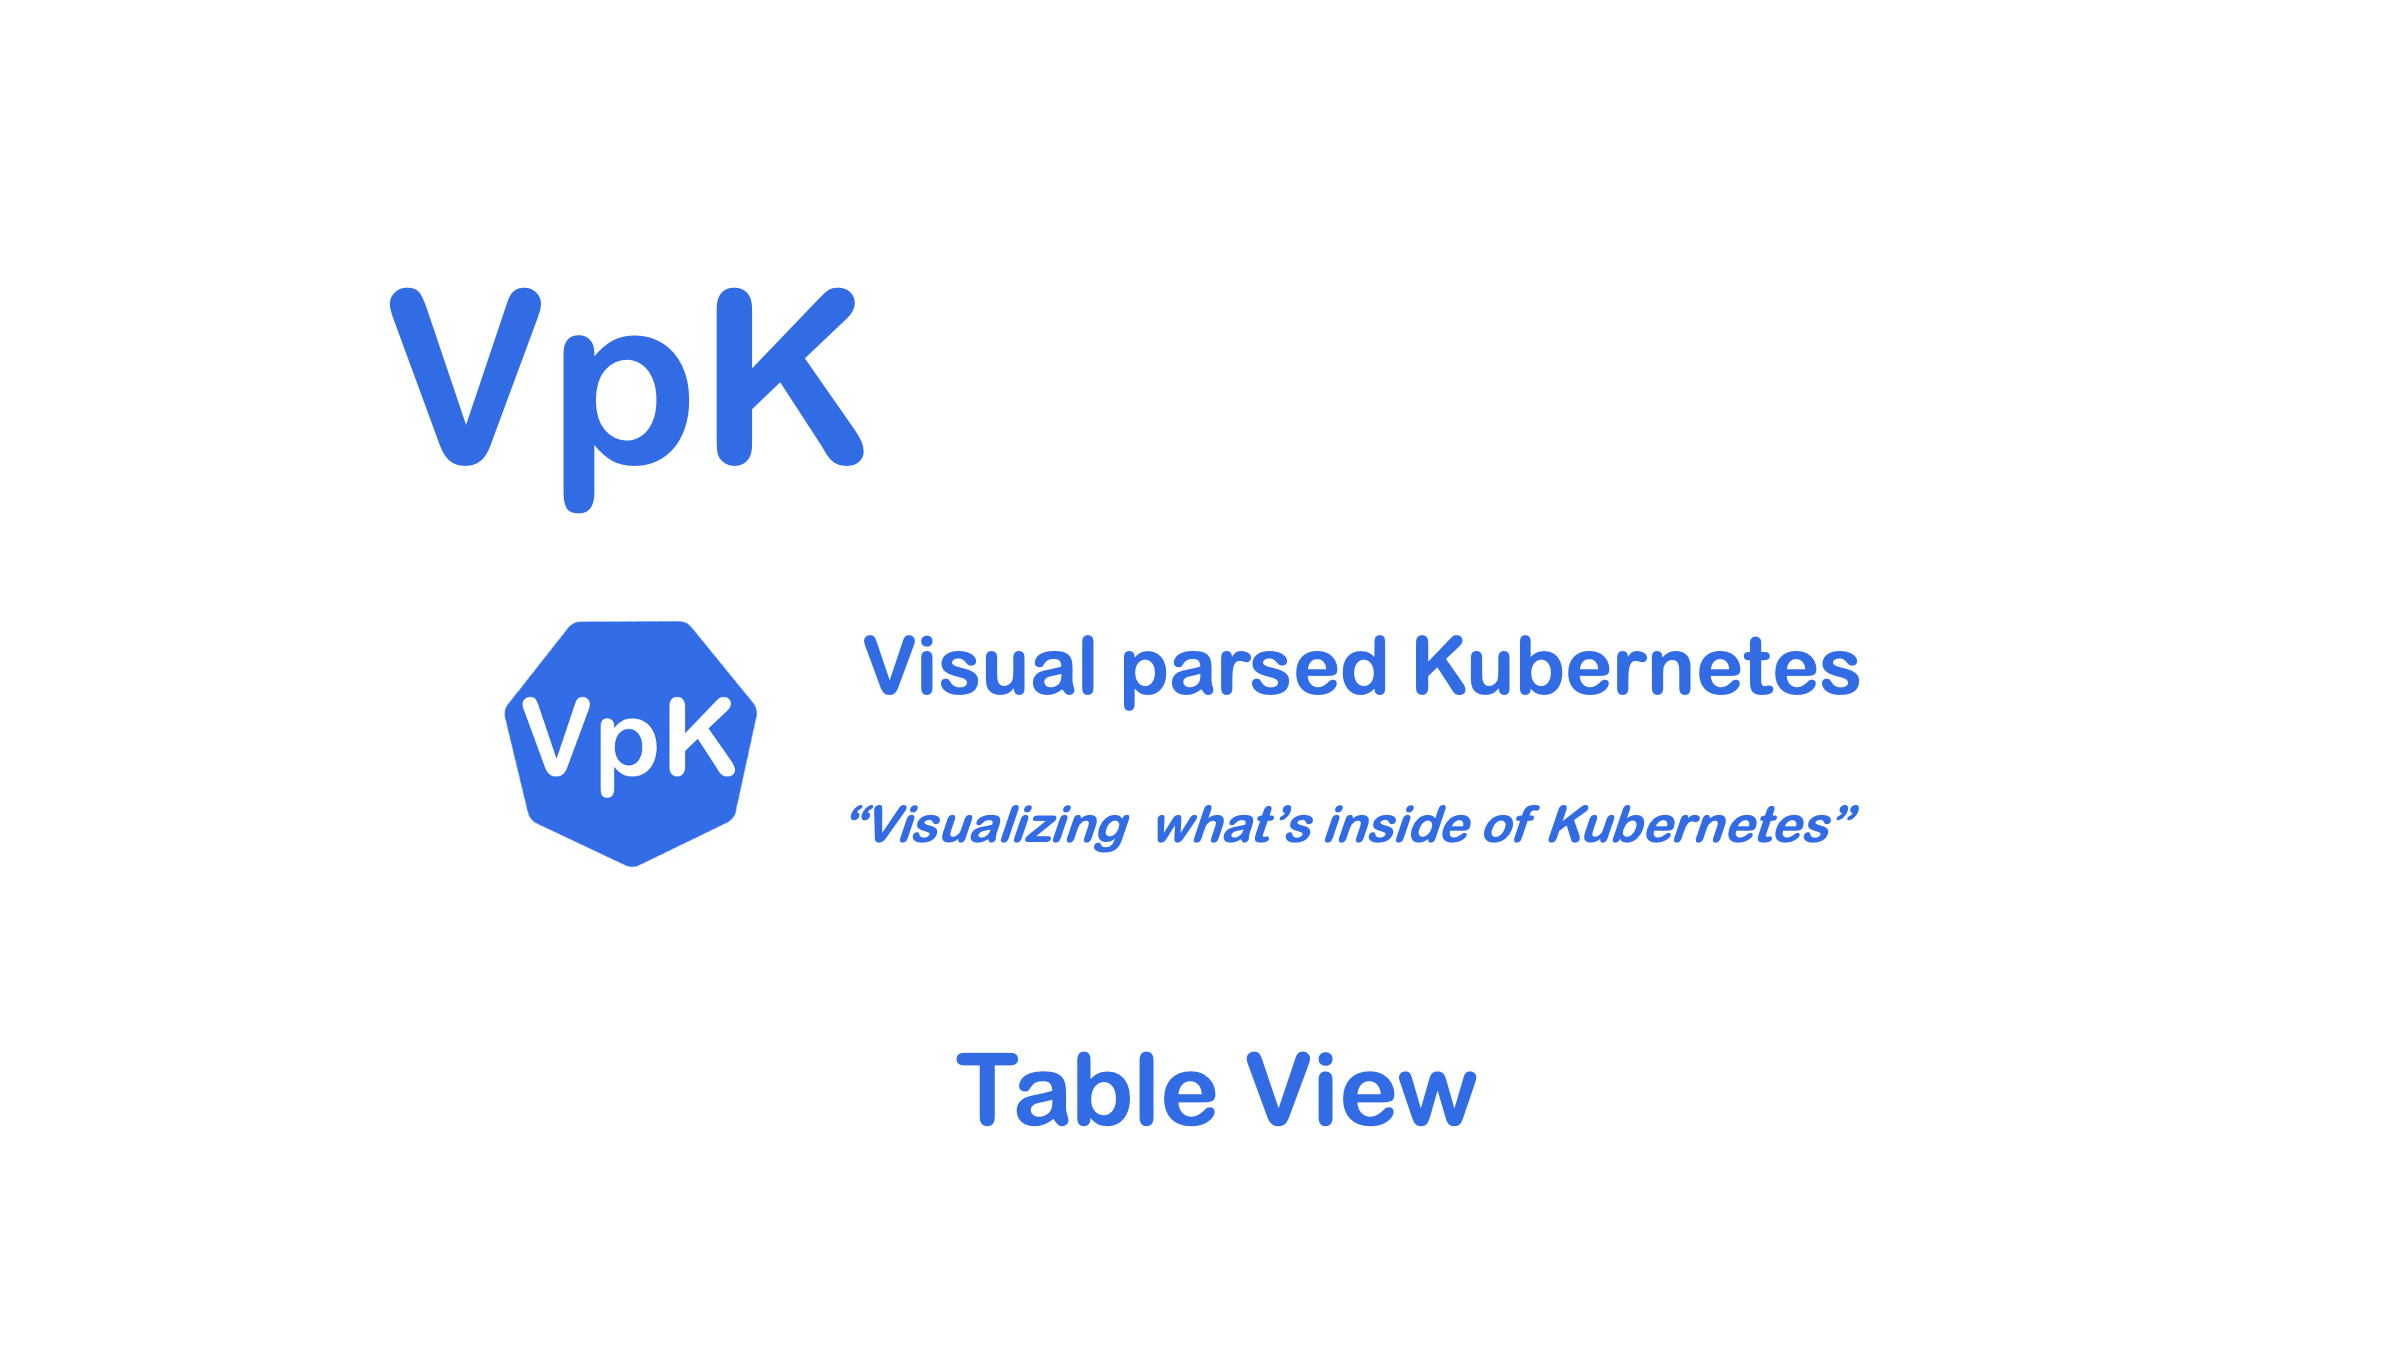 VpK
VpK
Visual parsed Kubernetes
“Visualizing  what’s inside of Kubernetes”
Table View